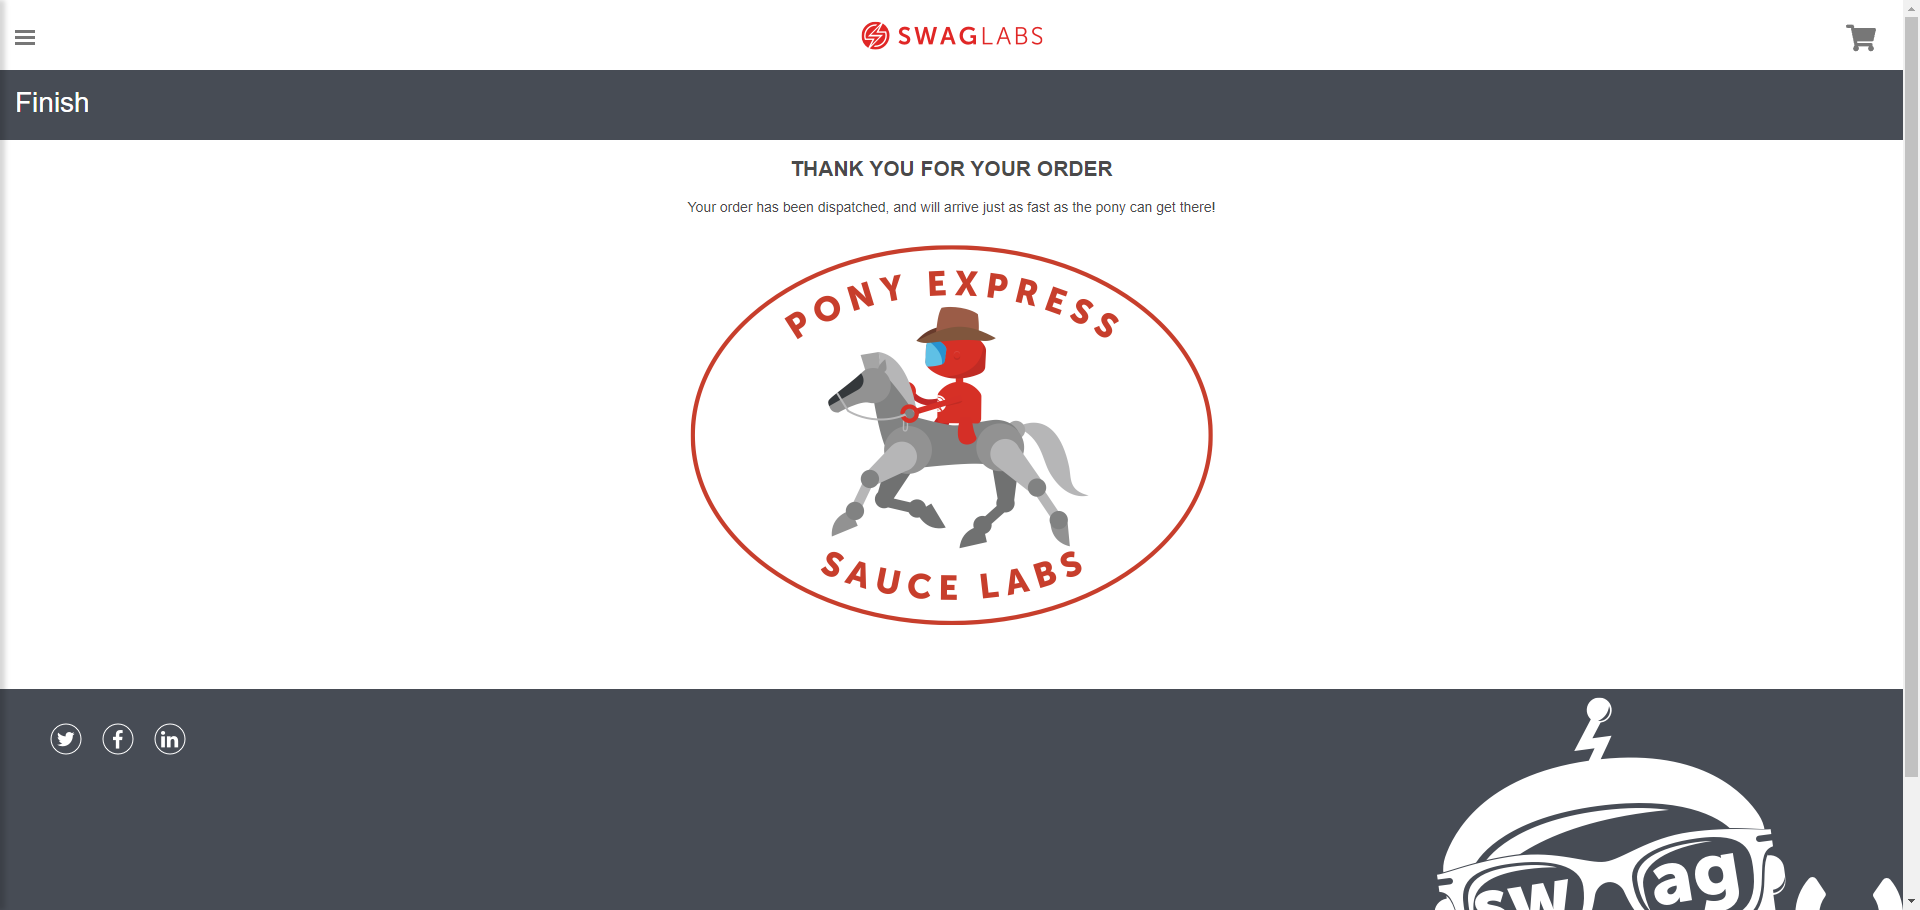 SWAGLABS
Finish
THANK YOU FOR YOUR ORDER
Your order has been dispatched, and will arrive just as fast as the pony can get there!
PONY EXPRESS
SAUCE LABS
sw ag